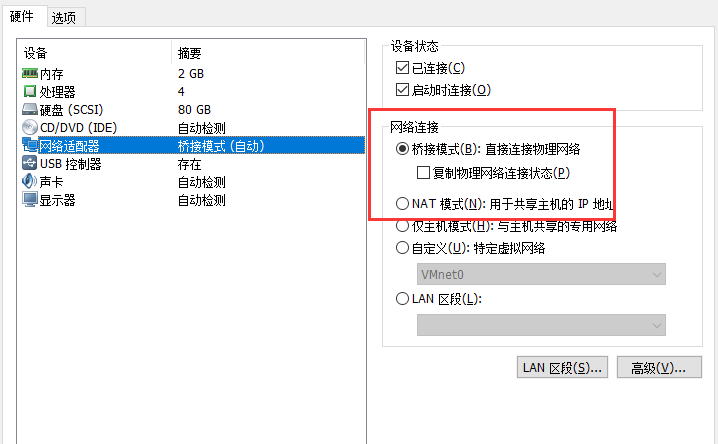 硬件 选项
设备 摘要
内存 2 GB
处理器 4
硬盘 (SCSI) 80 GB
CD/DVD (IDE) 自动检测
网络适配器 桥接模式 (自动)
USB 控制器 存在
声卡 自动检测
显示器 自动检测
设备状态
已连接(C)
启动时连接(O)
网络连接
桥接模式(B): 直接连接物理网络
复制物理网络连接状态(P)
NAT 模式(N): 用于共享主机的 IP 地址
仅主机模式(H): 与主机共享的专用网络
自定义(U): 特定虚拟网络
VMnet0
LAN 区段(L):
LAN 区段(S)... 高级(V)...